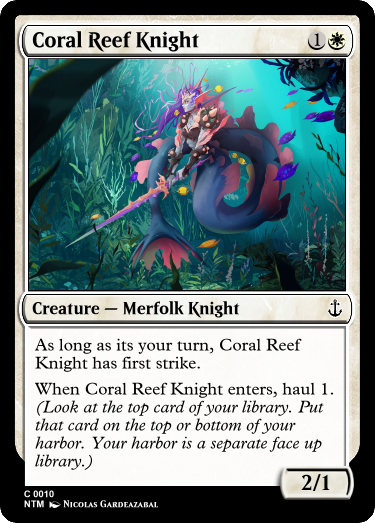 Coral Reef Knight 1
Creature — Merfolk Knight
As long as its your turn, Coral Reef
Knight has first strike.
When Coral Reef Knight enters, haul 1.
(Look at the top card of your library. Put
that card on the top or bottom of your
harbor. Your harbor is a separate face up
library.)
2/1
C 0010
NTM Nicolas Gardeazabal